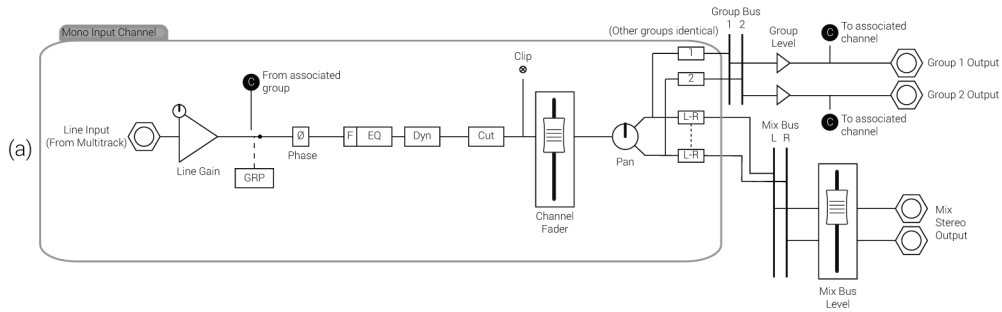 Mono Input Channel
(Other groups identical)
Group Bus
1 2
Group
Level
C
To associated
channel
Group 1 Output
Group 2 Output
C
To associated
channel
Clip
C
From associated
group
(a)
Line Input
(From Multitrack)
Line Gain
GRP
Ø
Phase
F
EQ
Dyn
Cut
Channel
Fader
Pan
1
2
L-R
L-R
Mix Bus
L R
Mix Bus
Level
Mix
Stereo
Output